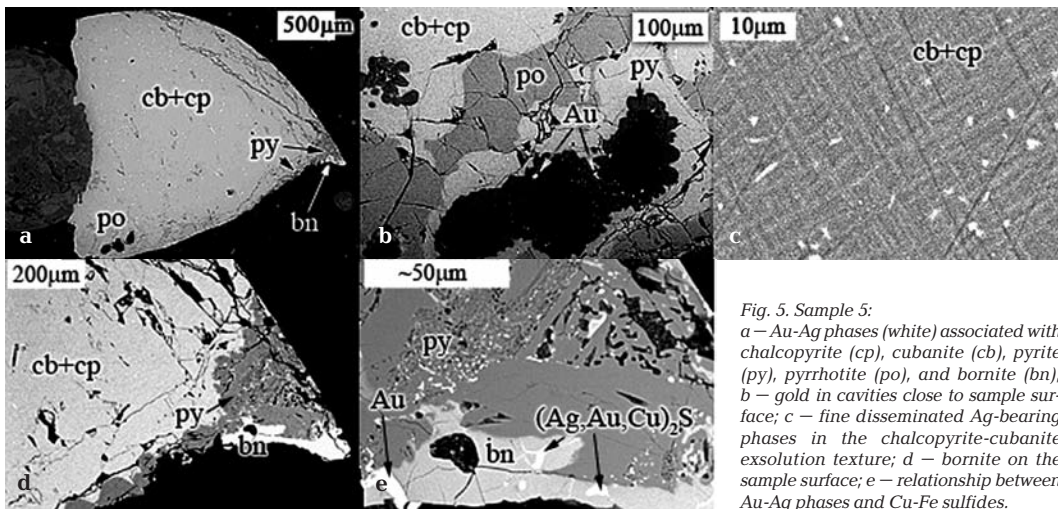 500μm
cb+cp
py
po
bn
a
cb+cp
100μm
po
py
Au
b
10μm
cb+cp
c
200μm
cb+cp
py
bn
d
~50μm
py
Au
(Ag,Au,Cu)2S
bn
e
Fig. 5. Sample 5:
a — Au-Ag phases (white) associated with
chalcopyrite (cp), cubanite (cb), pyrite
(py), pyrrhotite (po), and bornite (bn);
b — gold in cavities close to sample sur-
face; c — fine disseminated Ag-bearing
phases in the chalcopyrite-cubanite
exsolution texture; d — bornite on the
sample surface; e — relationship between
Au-Ag phases and Cu-Fe sulfides.